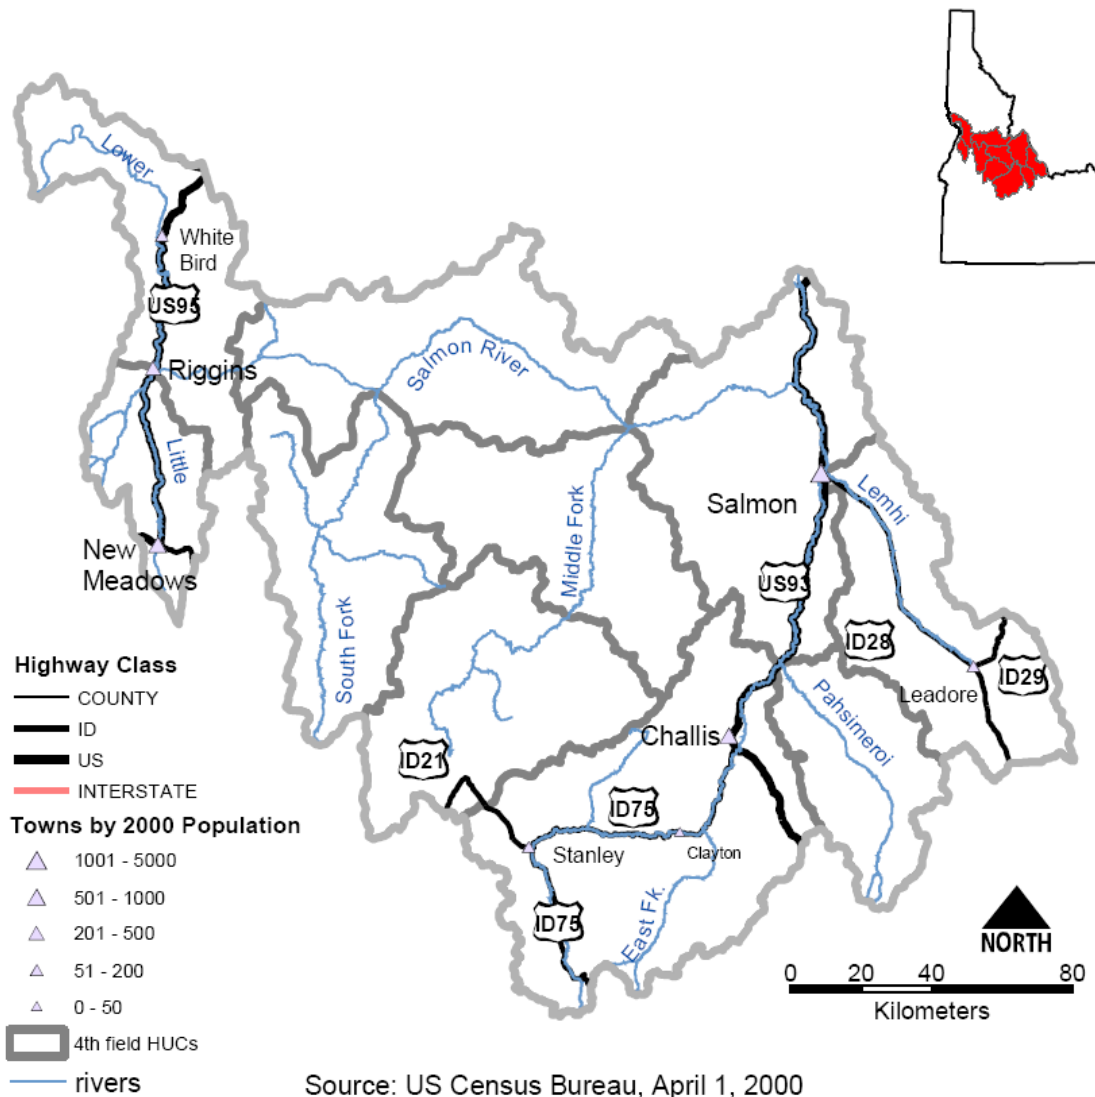 Lower
White
Bird
US95
Riggins
Salmon River
Little
Lemhi
Salmon
New
Meadows
Middle Fork
US93
South Fork
ID28
ID29
Leadore
Pahsimeroi
Challis
ID21
ID75
Stanley
Clayton
East Fk.
ID75
Highway Class
COUNTY
ID
US
INTERSTATE
Towns by 2000 Population
1001 - 5000
501 - 1000
201 - 500
51 - 200
0 - 50
4th field HUCs
rivers
NORTH
0 20 40 80
Kilometers
Source: US Census Bureau, April 1, 2000